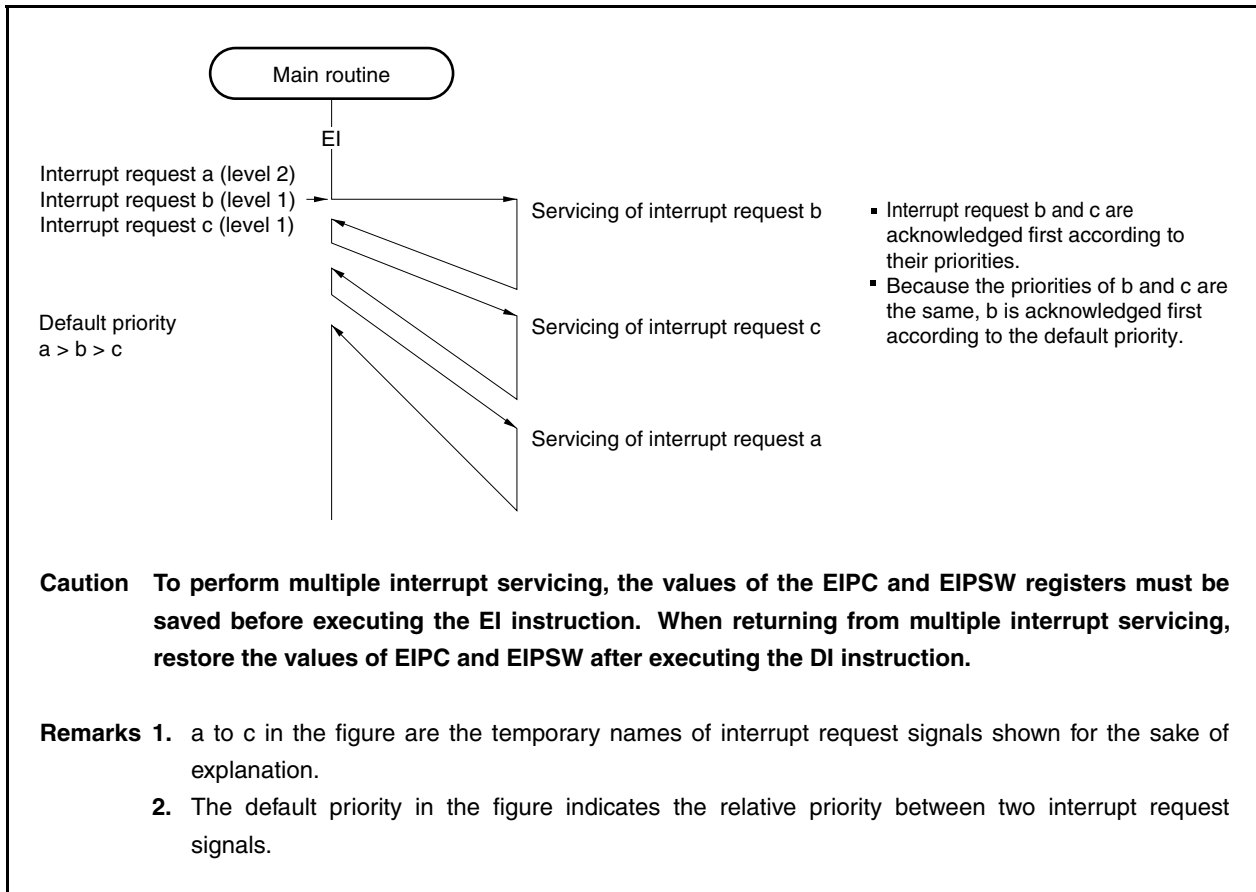 Main routine
EI
Interrupt request a (level 2)
Interrupt request b (level 1)
Interrupt request c (level 1)
Servicing of interrupt request b
▪ Interrupt request b and c are
acknowledged first according to
their priorities.
▪ Because the priorities of b and c are
the same, b is acknowledged first
according to the default priority.
Default priority
a > b > c
Servicing of interrupt request c
Servicing of interrupt request a
Caution To perform multiple interrupt servicing, the values of the EIPC and EIPSW registers must be
saved before executing the EI instruction. When returning from multiple interrupt servicing,
restore the values of EIPC and EIPSW after executing the DI instruction.
Remarks 1. a to c in the figure are the temporary names of interrupt request signals shown for the sake of
explanation.
2. The default priority in the figure indicates the relative priority between two interrupt request
signals.